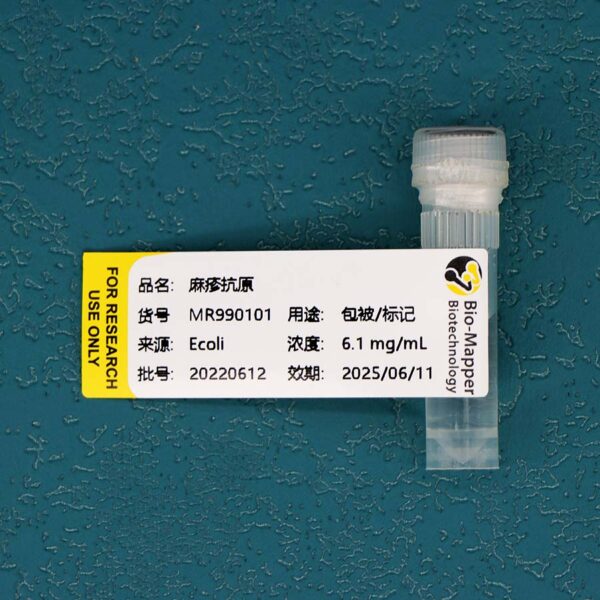 FOR RESEARCH
USE ONLY
品名: 麻疹抗原
货号 MR990101 用途: 包被/标记
来源: Ecoli 浓度: 6.1 mg/mL
批号: 20220612 效期: 2025/06/11
Bio-Mapper
Biotechnology